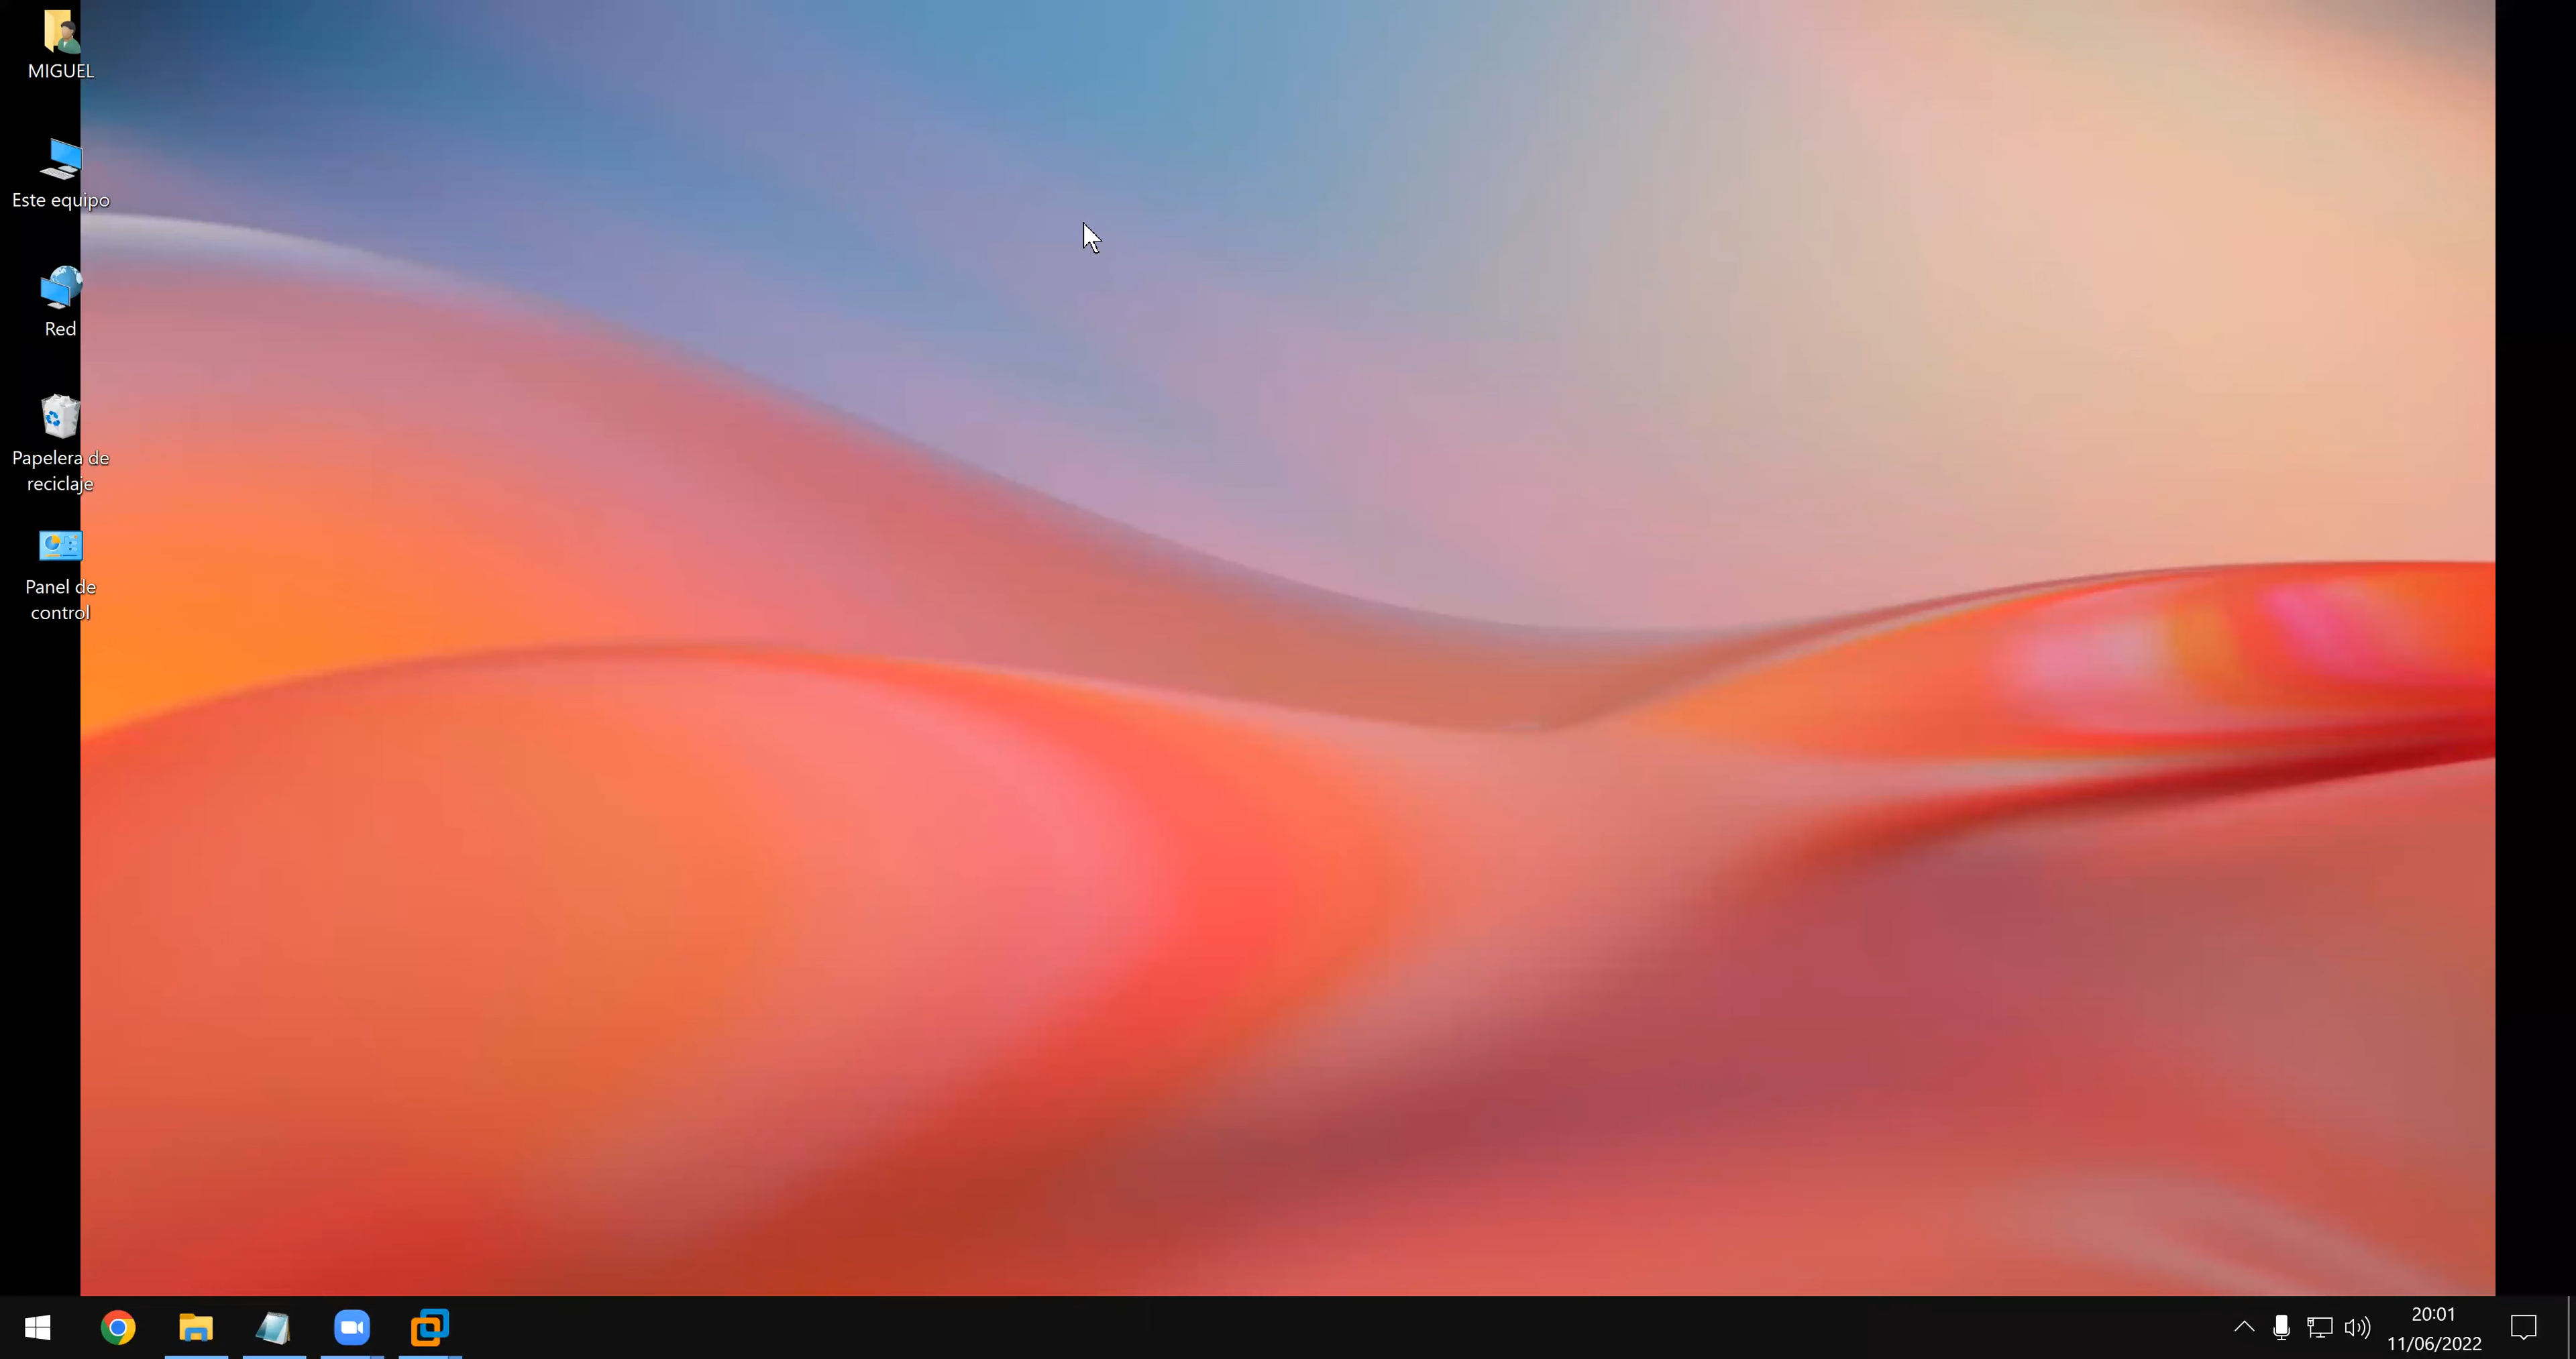 MIGUEL
Este equipo
Red
Papelera de
reciclaje
Panel de
control
20:01
11/06/2022